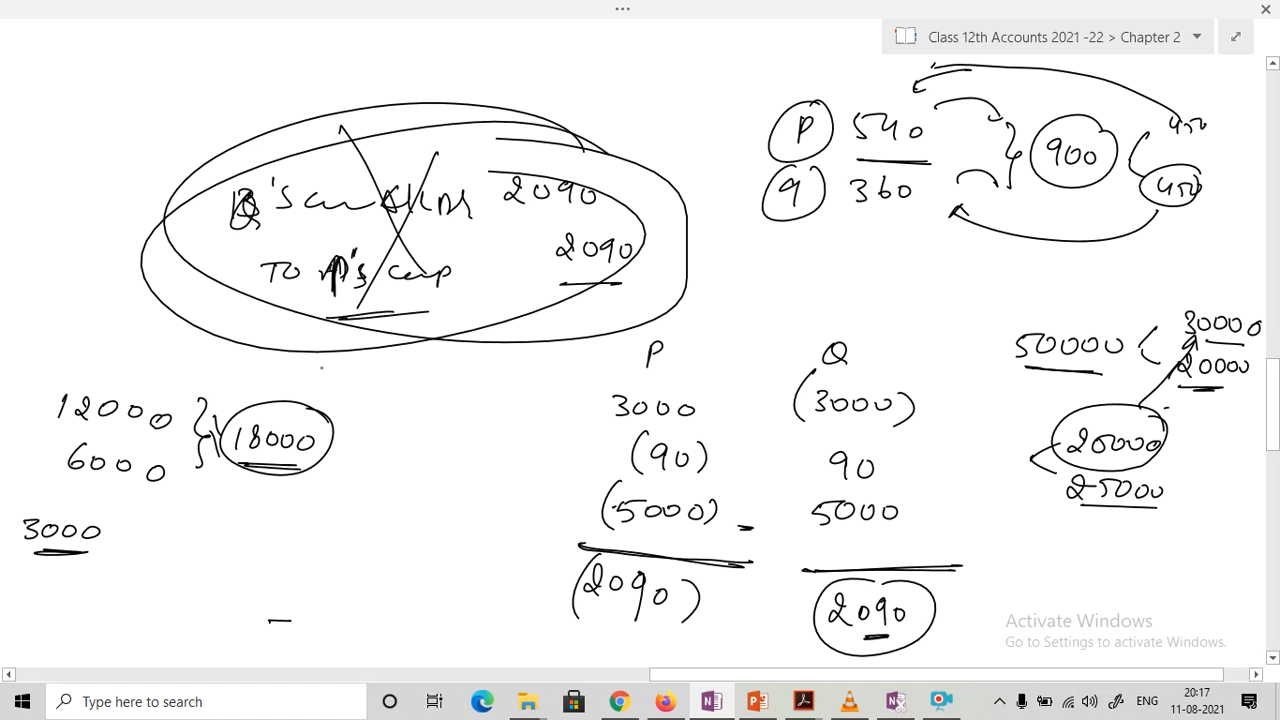 Class 12th Accounts 2021 -22 > Chapter 2
P 540
q 360
900
450
450
Q's 2090
To P's cap 2090
12000
6000
18000
3000
P Q
3000 (3000)
(90) 90
(5000) 5000
(2090) 2090
50000
30000
20000
25000
25000
Activate Windows
Go to Settings to activate Windows.
Type here to search
ENG
20:17
11-08-2021